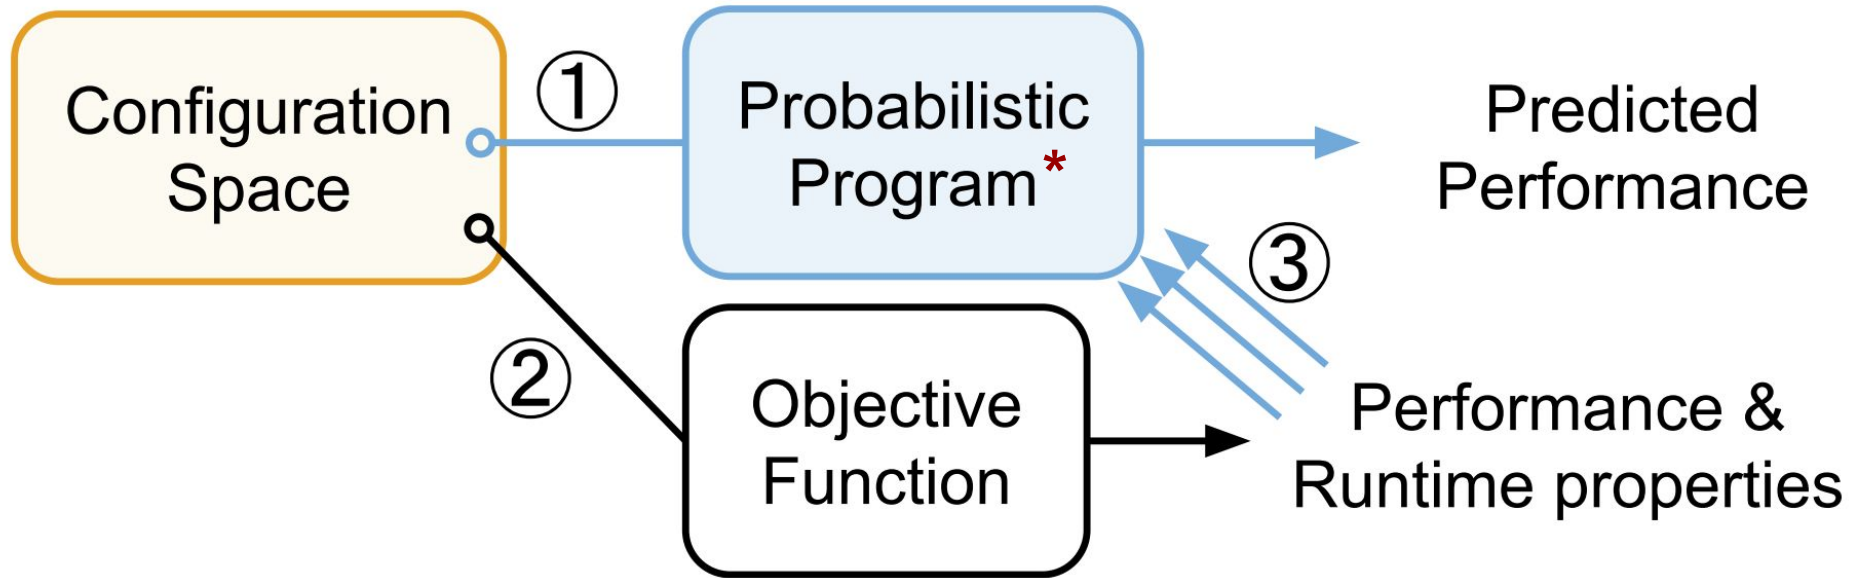 Configuration
Space
①
Probabilistic
Program*
Predicted
Performance
②
Objective
Function
③
Performance &
Runtime properties